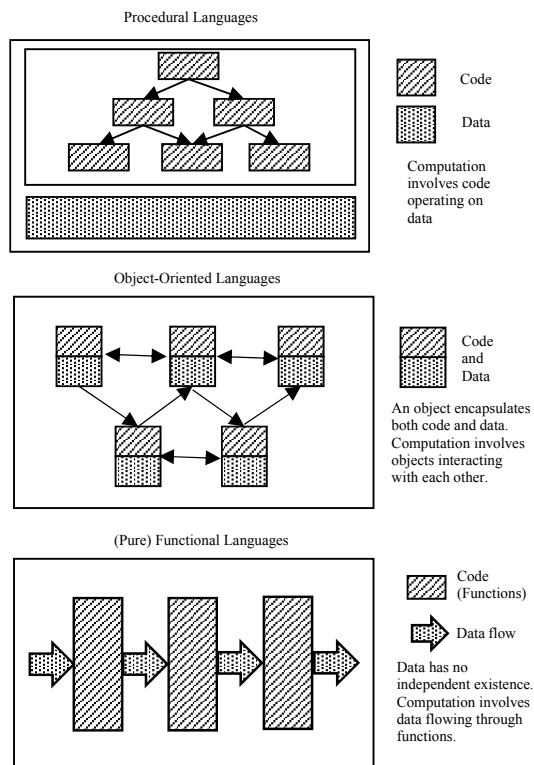 Procedural Languages
Code
Data
Computation
involves code
operating on
data
Object-Oriented Languages
Code
and
Data
An object encapsulates
both code and data.
Computation involves
objects interacting
with each other.
(Pure) Functional Languages
Code
(Functions)
Data flow
Data has no
independent existence.
Computation involves
data flowing through
functions.